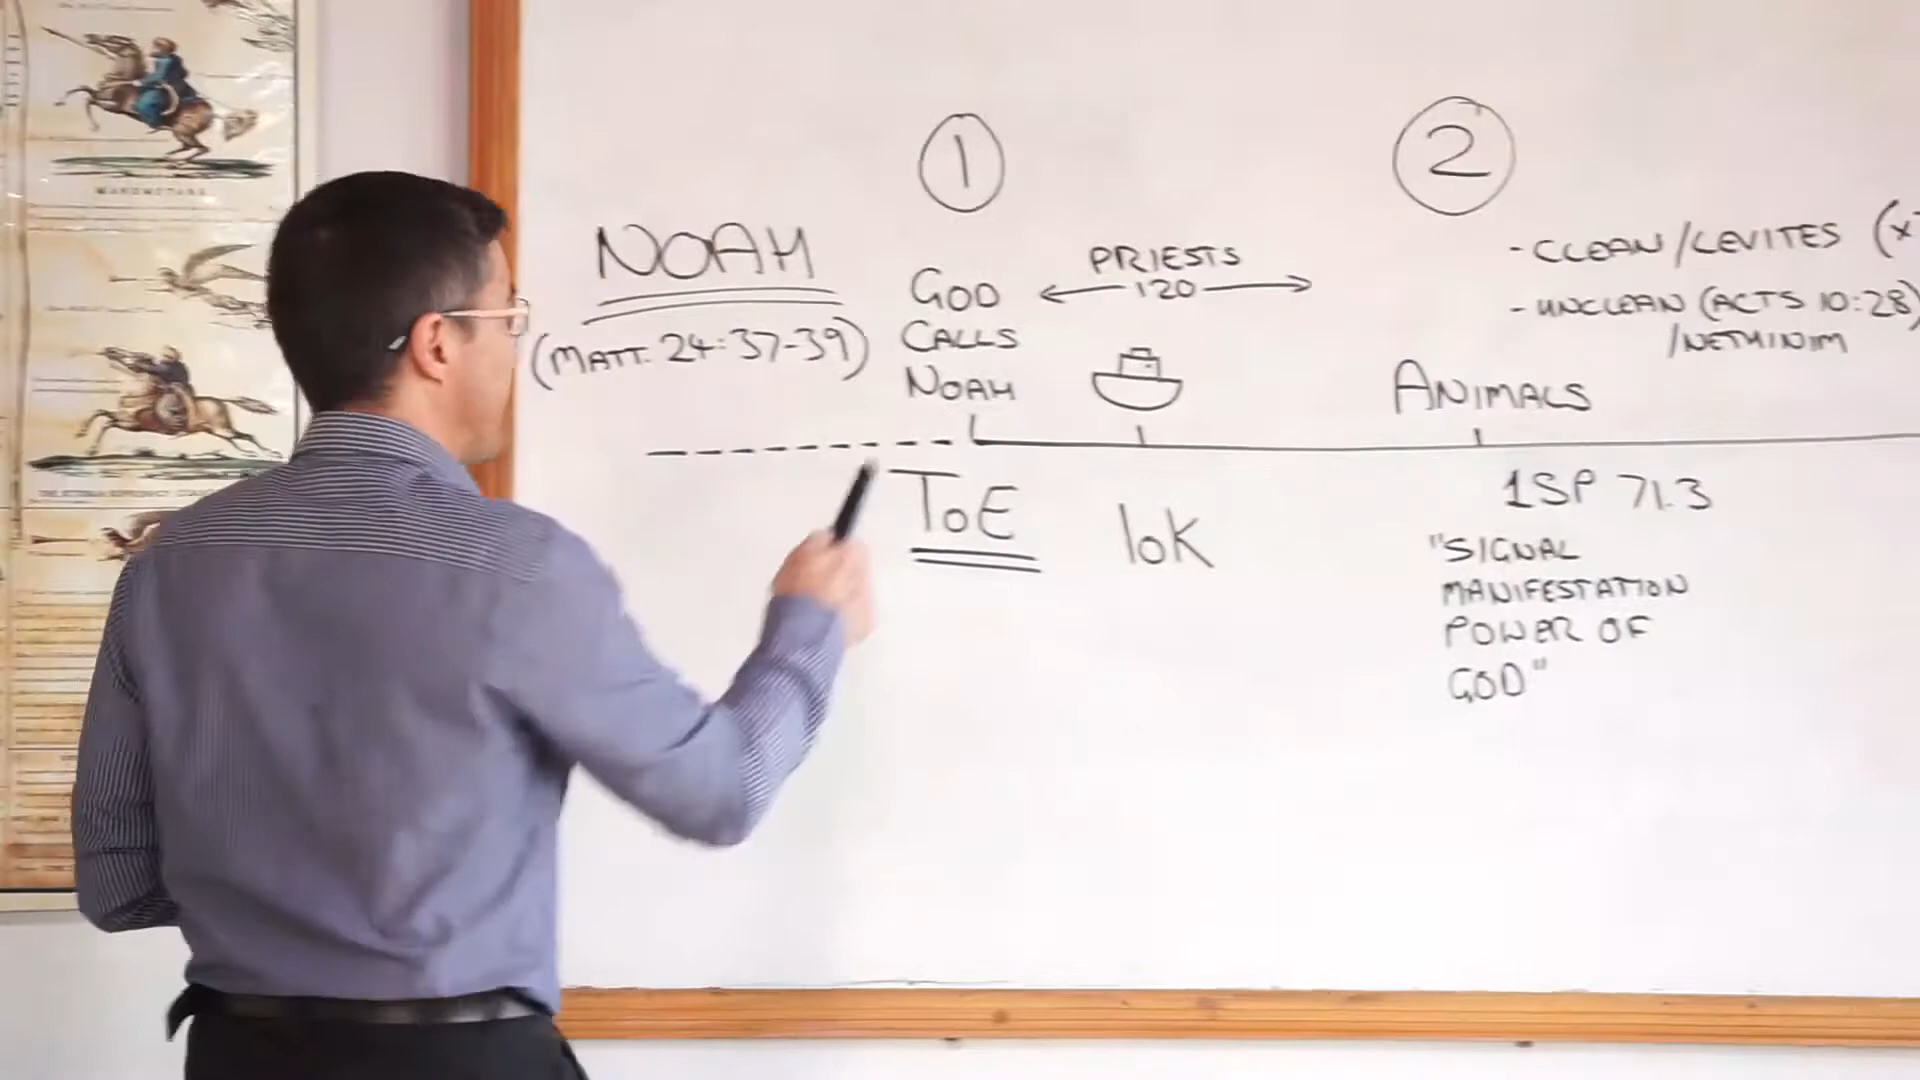 1
2
NOAH
(MATT. 24:37-39)
GOD
CALLS
NOAH
PRIESTS
120
- CLEAN/LEVITES (x
- UNCLEAN (ACTS 10:28)
/NETHINIM
ANIMALS
ToE
10K
1SP 71.3
"SIGNAL
MANIFESTATION
POWER OF
GOD"
MAHOMETANS